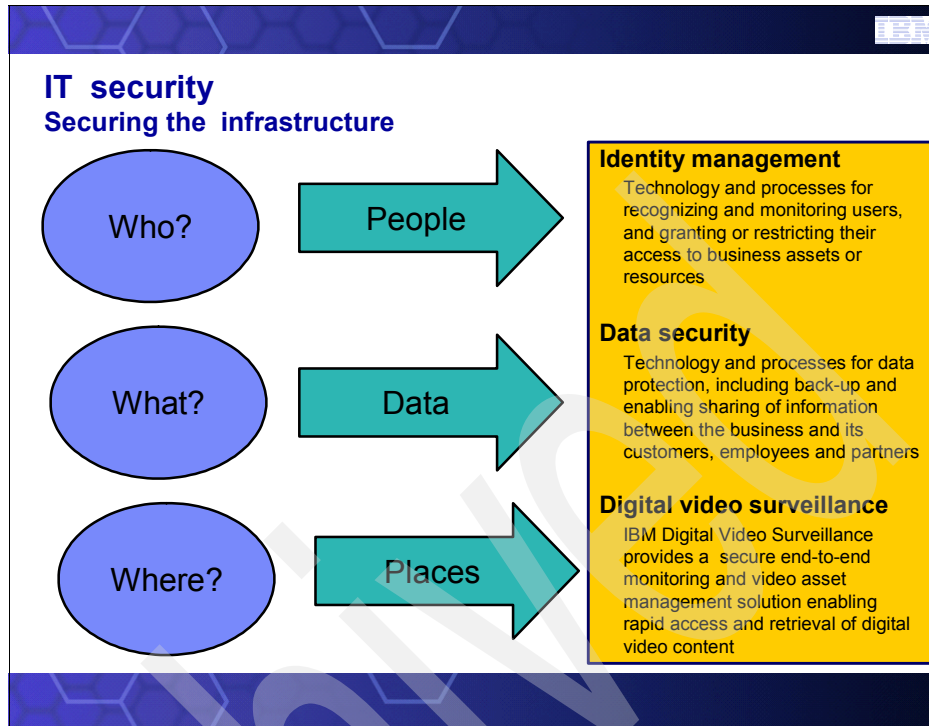 IBM
IT security
Securing the infrastructure
Who?
People
Identity management
Technology and processes for
recognizing and monitoring users,
and granting or restricting their
access to business assets or
resources
What?
Data
Data security
Technology and processes for data
protection, including back-up and
enabling sharing of information
between the business and its
customers, employees and partners
Where?
Places
Digital video surveillance
IBM Digital Video Surveillance
provides a secure end-to-end
monitoring and video asset
management solution enabling
rapid access and retrieval of digital
video content
hived